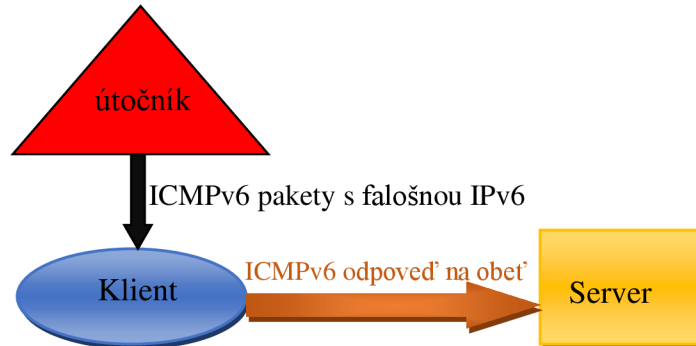 útočník
ICMPv6 pakety s falošnou IPv6
ICMPv6 odpoveď na obeť
Klient
Server